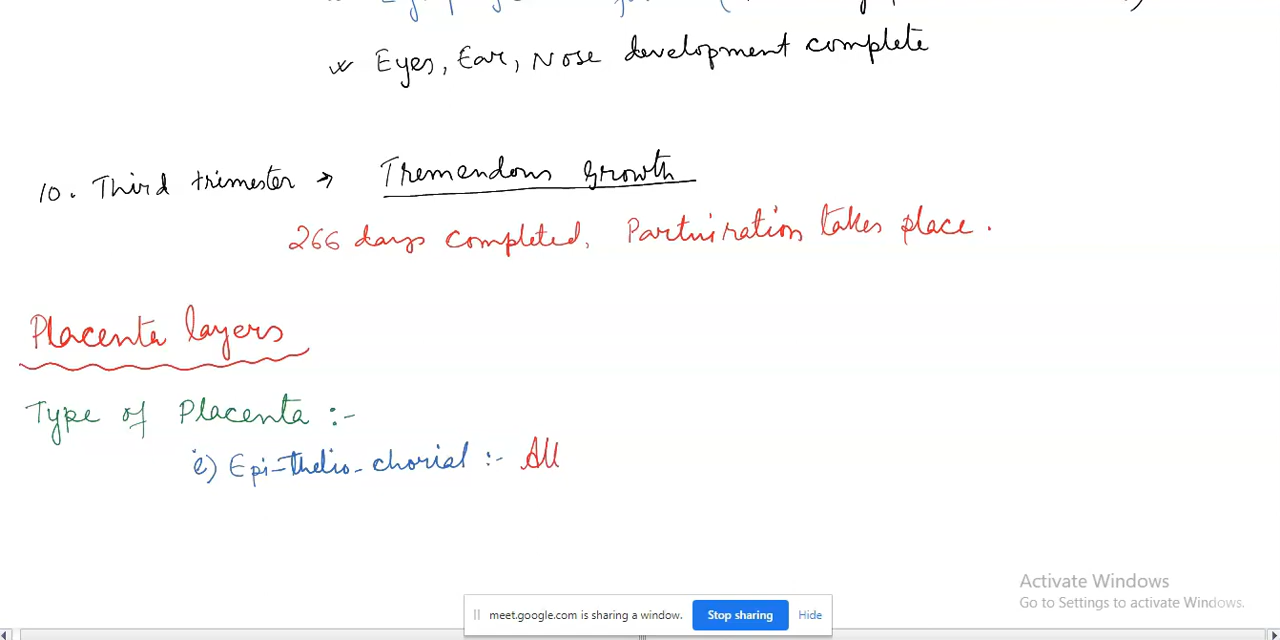 Eyes, Ear, Nose development complete
10. Third trimester → Tremendous Growth
266 days completed, Parturiration takes place.
Placenta layers
Type of Placenta :-
i) Epi-thelio-chorial :- All
Activate Windows
Go to Settings to activate Windows.
meet.google.com is sharing a window. Stop sharing Hide